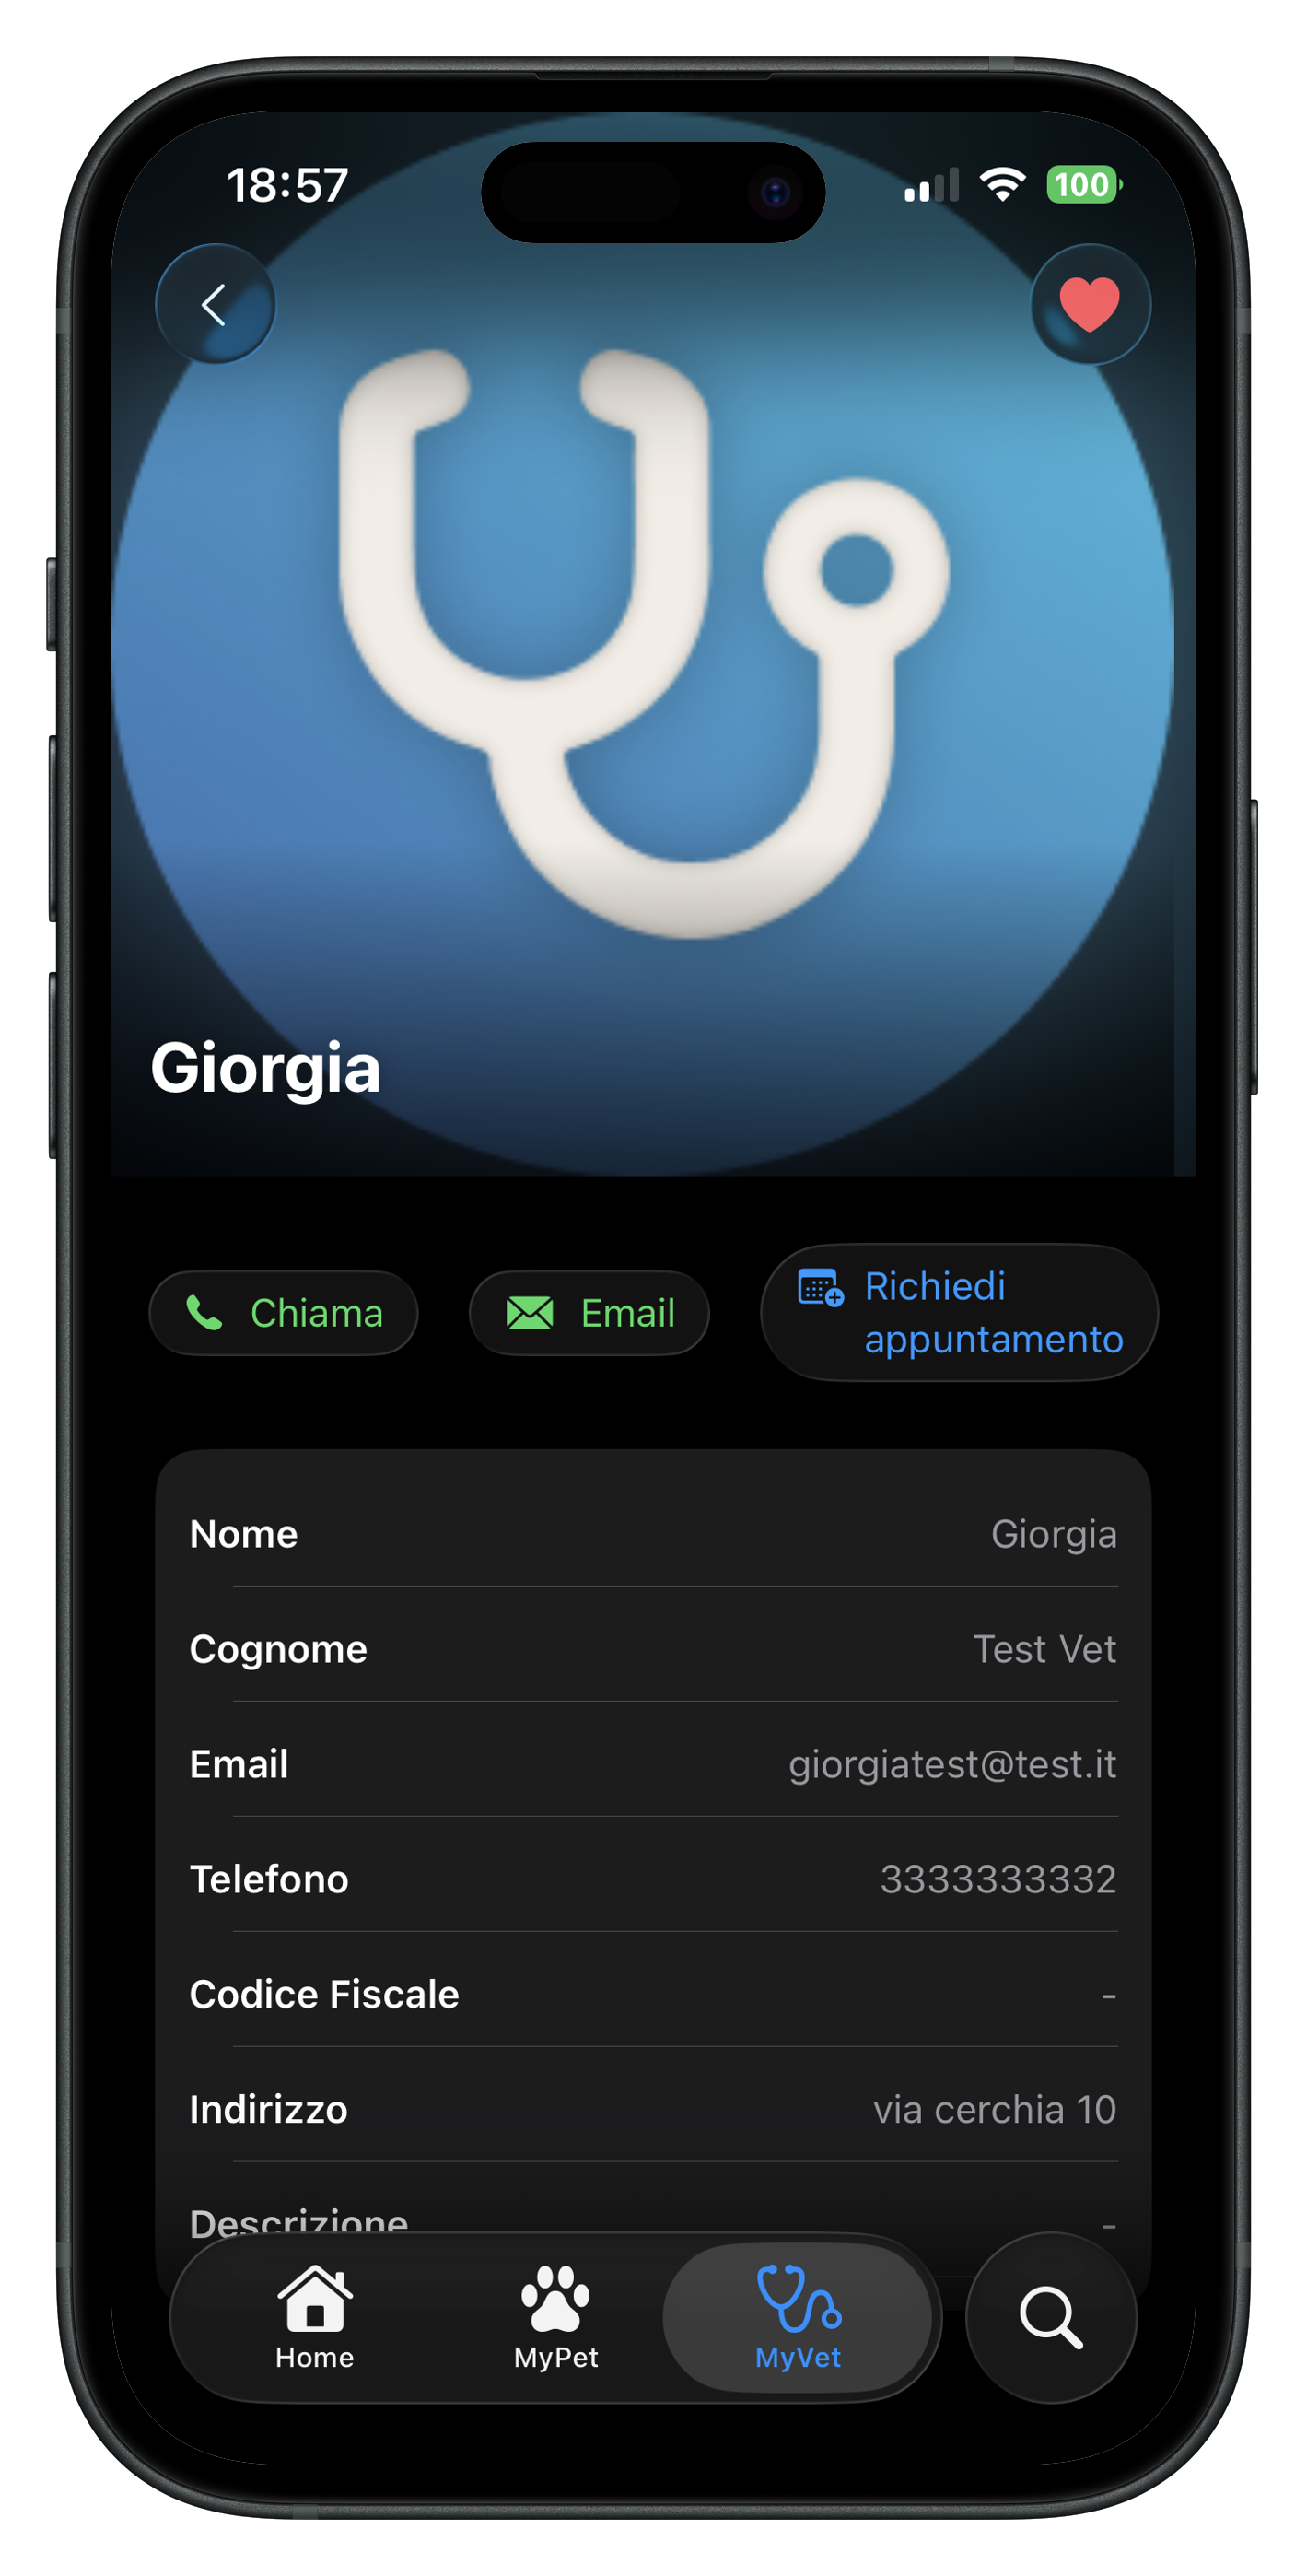 18:57
100
Giorgia
Chiama
Email
Richiedi
appuntamento
Nome Giorgia
Cognome Test Vet
Email giorgiatest@test.it
Telefono 3333333332
Codice Fiscale -
Indirizzo via cerchia 10
Descrizione -
Home
MyPet
MyVet